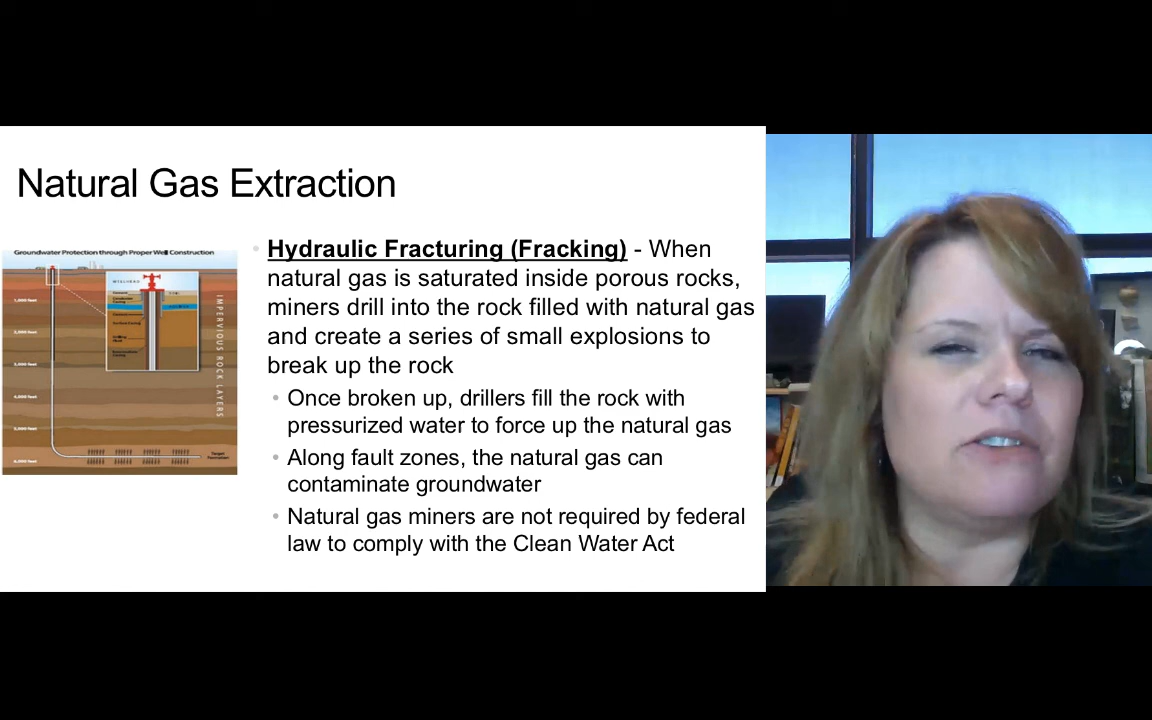 Natural Gas Extraction
Groundwater Protection through Proper Well Construction
Hydraulic Fracturing (Fracking) - When
natural gas is saturated inside porous rocks,
miners drill into the rock filled with natural gas
and create a series of small explosions to
break up the rock
Once broken up, drillers fill the rock with
pressurized water to force up the natural gas
Along fault zones, the natural gas can
contaminate groundwater
Natural gas miners are not required by federal
law to comply with the Clean Water Act
IMPERVIOUS ROCK LAYERS
Target
Formation